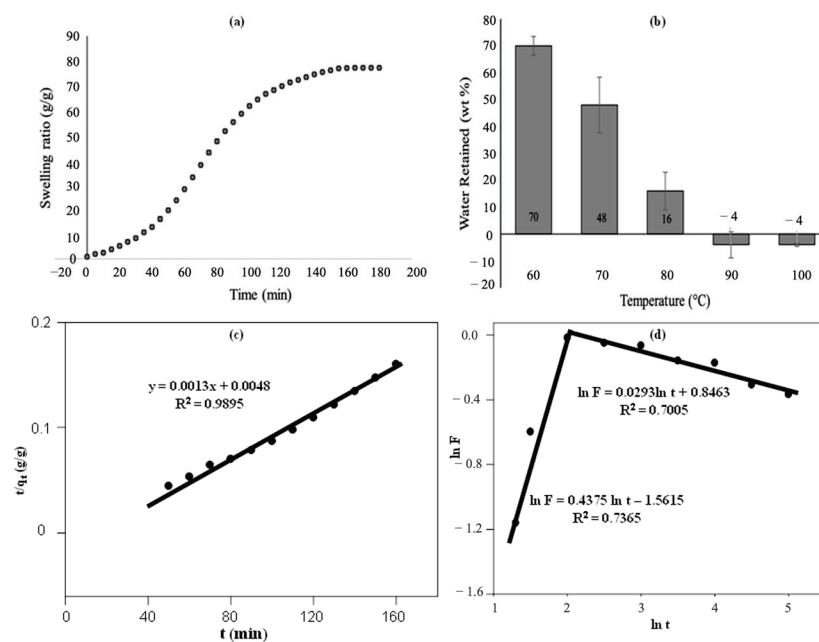 (a)
90
80
70
60
50
40
30
20
10
0
Swelling ratio (g/g)
−20 0 20 40 60 80 100 120 140 160 180 200
Time (min)
(b)
80
70
60
50
40
30
20
10
0
− 10
− 20
Water Retained (wt %)
70 48 16 − 4 − 4
60 70 80 90 100
Temperature (°C)
(c)
0.2
0.1
0
t/qt (g/g)
y = 0.0013x + 0.0048
R² = 0.9895
0 40 80 120 160
t (min)
(d)
0.0
− 0.4
− 0.8
− 1.2
− 1.6
ln F
ln F = 0.0293ln t + 0.8463
R² = 0.7005
ln F = 0.4375 ln t – 1.5615
R² = 0.7365
1 2 3 4 5
ln t